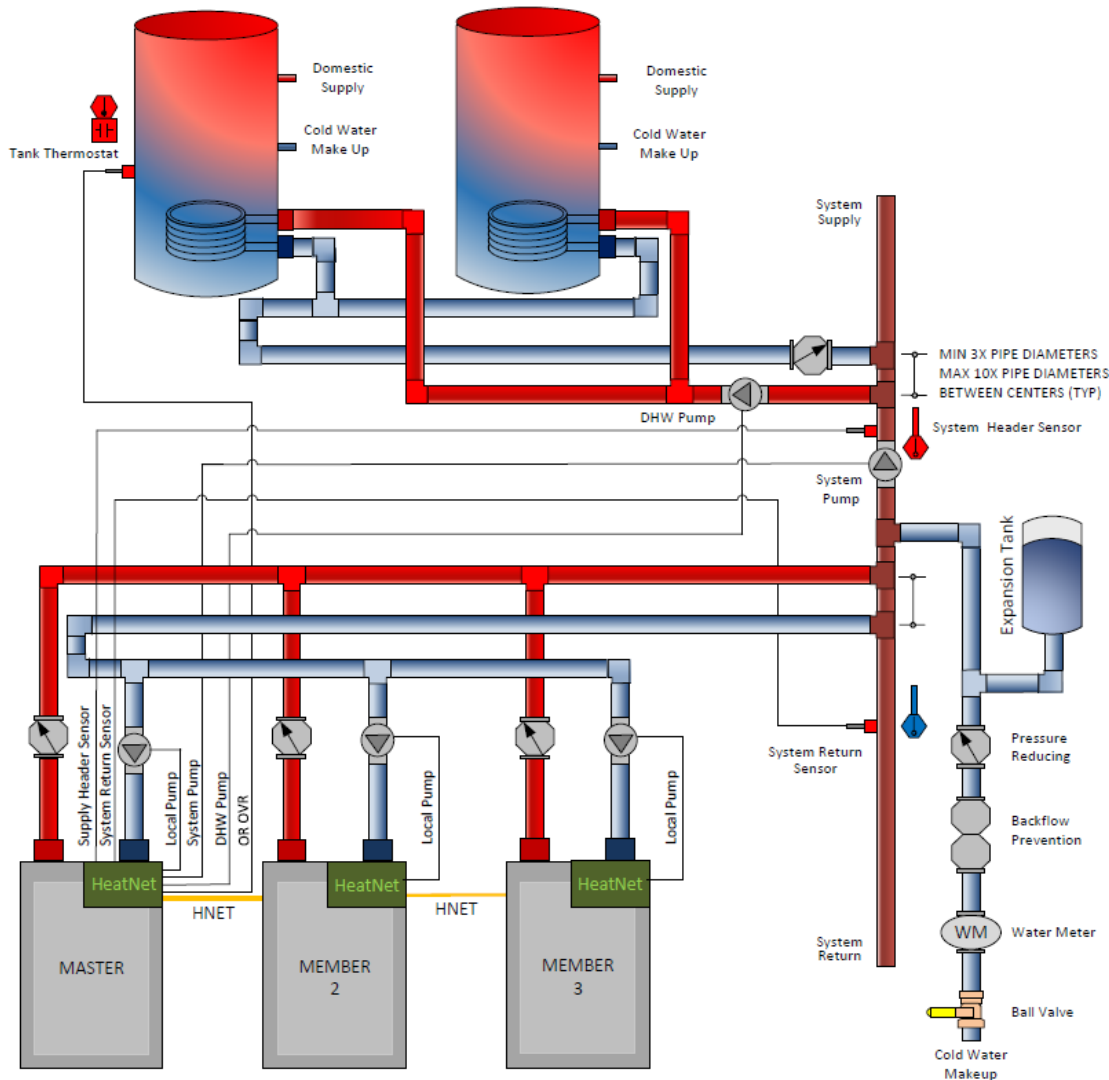 Domestic
Supply
Domestic
Supply
Tank Thermostat
Cold Water
Make Up
Cold Water
Make Up
System
Supply
MIN 3X PIPE DIAMETERS
MAX 10X PIPE DIAMETERS
BETWEEN CENTERS (TYP)
DHW Pump
System Header Sensor
System
Pump
Expansion Tank
Supply Header Sensor
System Return Sensor
Local Pump
System Pump
DHW Pump
OR OVR
Local Pump
Local Pump
System Return
Sensor
Pressure
Reducing
Backflow
Prevention
HeatNet
HeatNet
HeatNet
HNET
HNET
MASTER
MEMBER
2
MEMBER
3
System
Return
WM
Water Meter
Ball Valve
Cold Water
Makeup